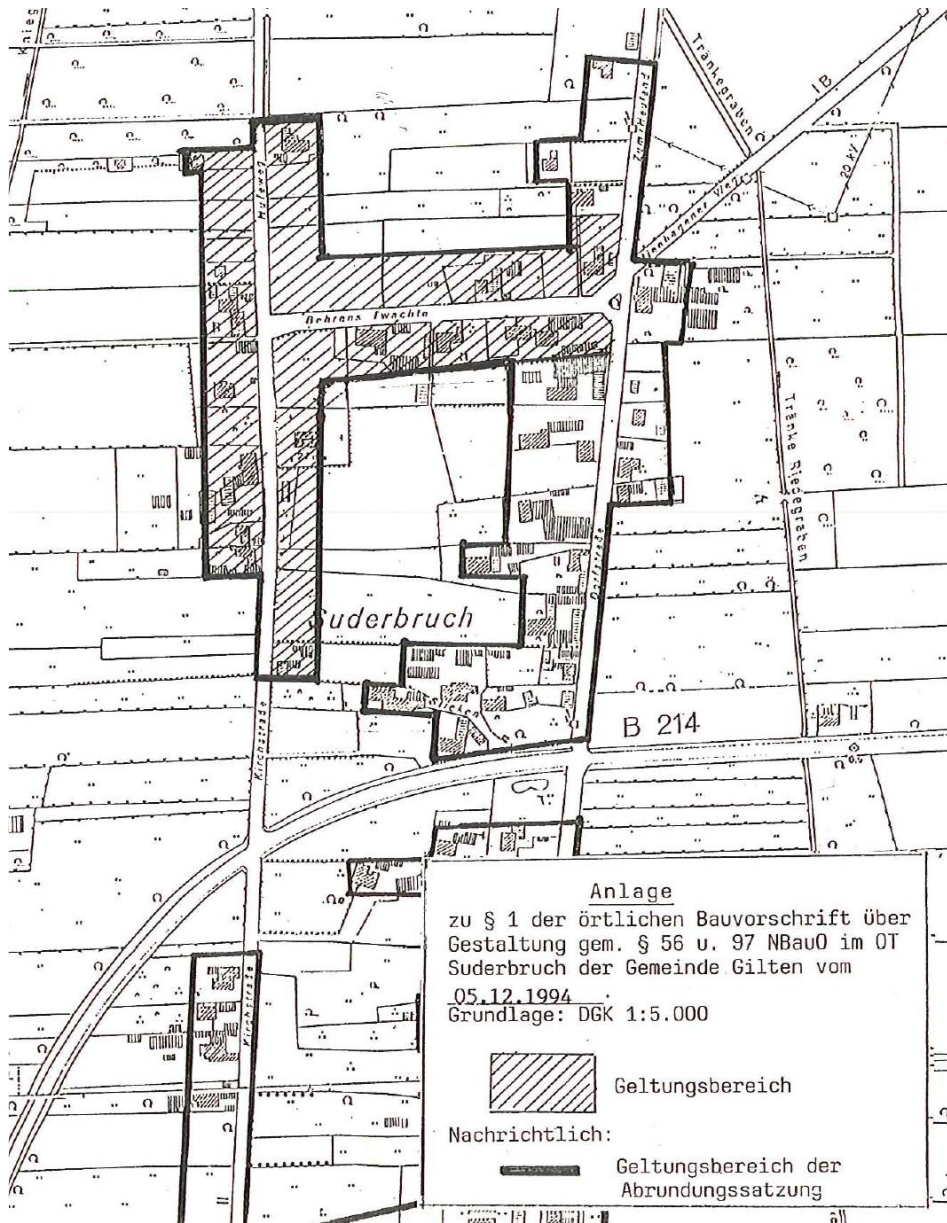 Tränkegraben
1B
20 kV
Zum Heuland
Behrens Twachte
Tränke Riedegraben
Dorfstraße
Suderbruch
B 214
Kirchstraße
Kirchstraße
Anlage
zu § 1 der örtlichen Bauvorschrift über
Gestaltung gem. § 56 u. 97 NBauO im OT
Suderbruch der Gemeinde Gilten vom
05.12.1994 .
Grundlage: DGK 1:5.000
Geltungsbereich
Nachrichtlich:
Geltungsbereich der
Abrundungssatzung